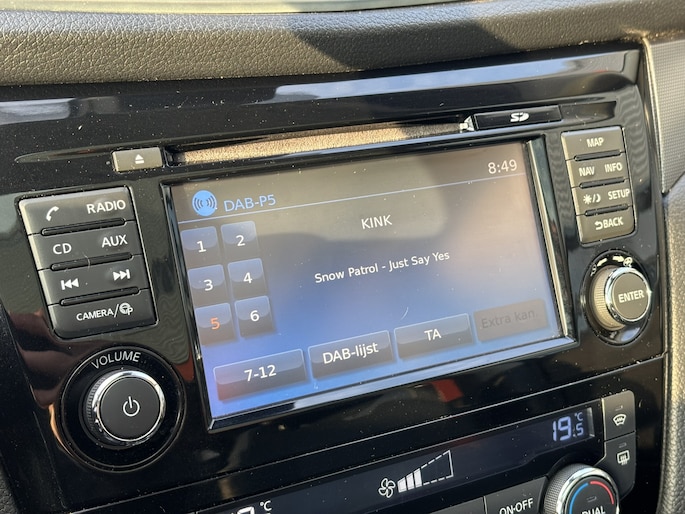 SD
MAP
NAV INFO
SETUP
BACK
RADIO
CD AUX
CAMERA/
VOLUME
DAB-P5
8:49
KINK
Snow Patrol - Just Say Yes
1 2
3 4
5 6
7-12
DAB-lijst
TA
Extra kan.
ENTER
19.5 °C
°C
ON•OFF
DUAL